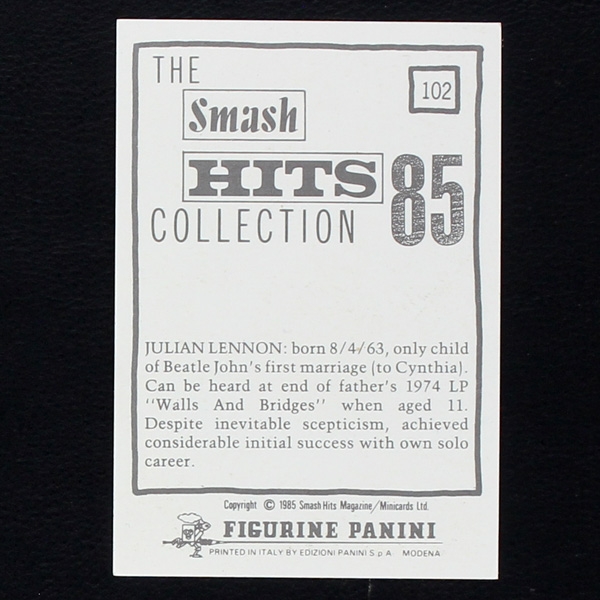 THE
102
Smash
HITS 85
COLLECTION
JULIAN LENNON: born 8/4/63, only child
of Beatle John's first marriage (to Cynthia).
Can be heard at end of father's 1974 LP
"Walls And Bridges" when aged 11.
Despite inevitable scepticism, achieved
considerable initial success with own solo
career.
Copyright © 1985 Smash Hits Magazine/Minicards Ltd.
FIGURINE PANINI
PRINTED IN ITALY BY EDIZIONI PANINI S.p.A. MODENA